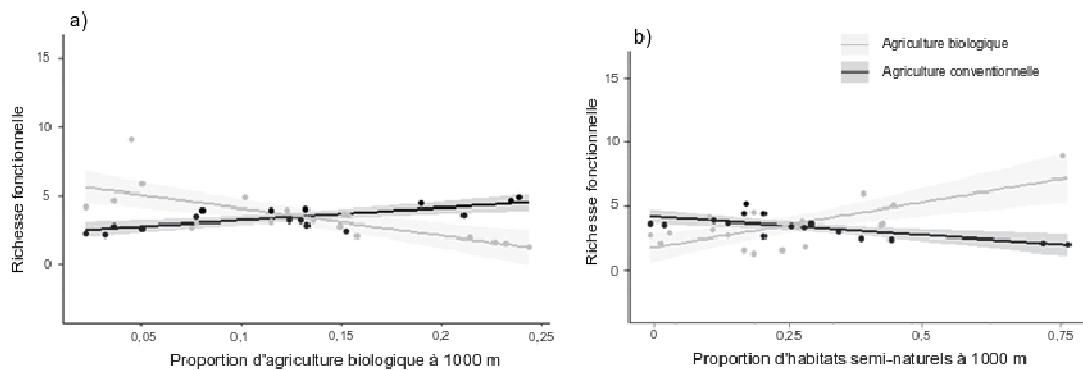 a)
15
10
5
0
Richesse fonctionnelle
0,05
0,1
0,15
0,2
0,25
Proportion d'agriculture biologique à 1000 m
b)
Agriculture biologique
Agriculture conventionnelle
15
10
5
0
Richesse fonctionnelle
0
0,25
0,5
0,75
Proportion d'habitats semi-naturels à 1000 m